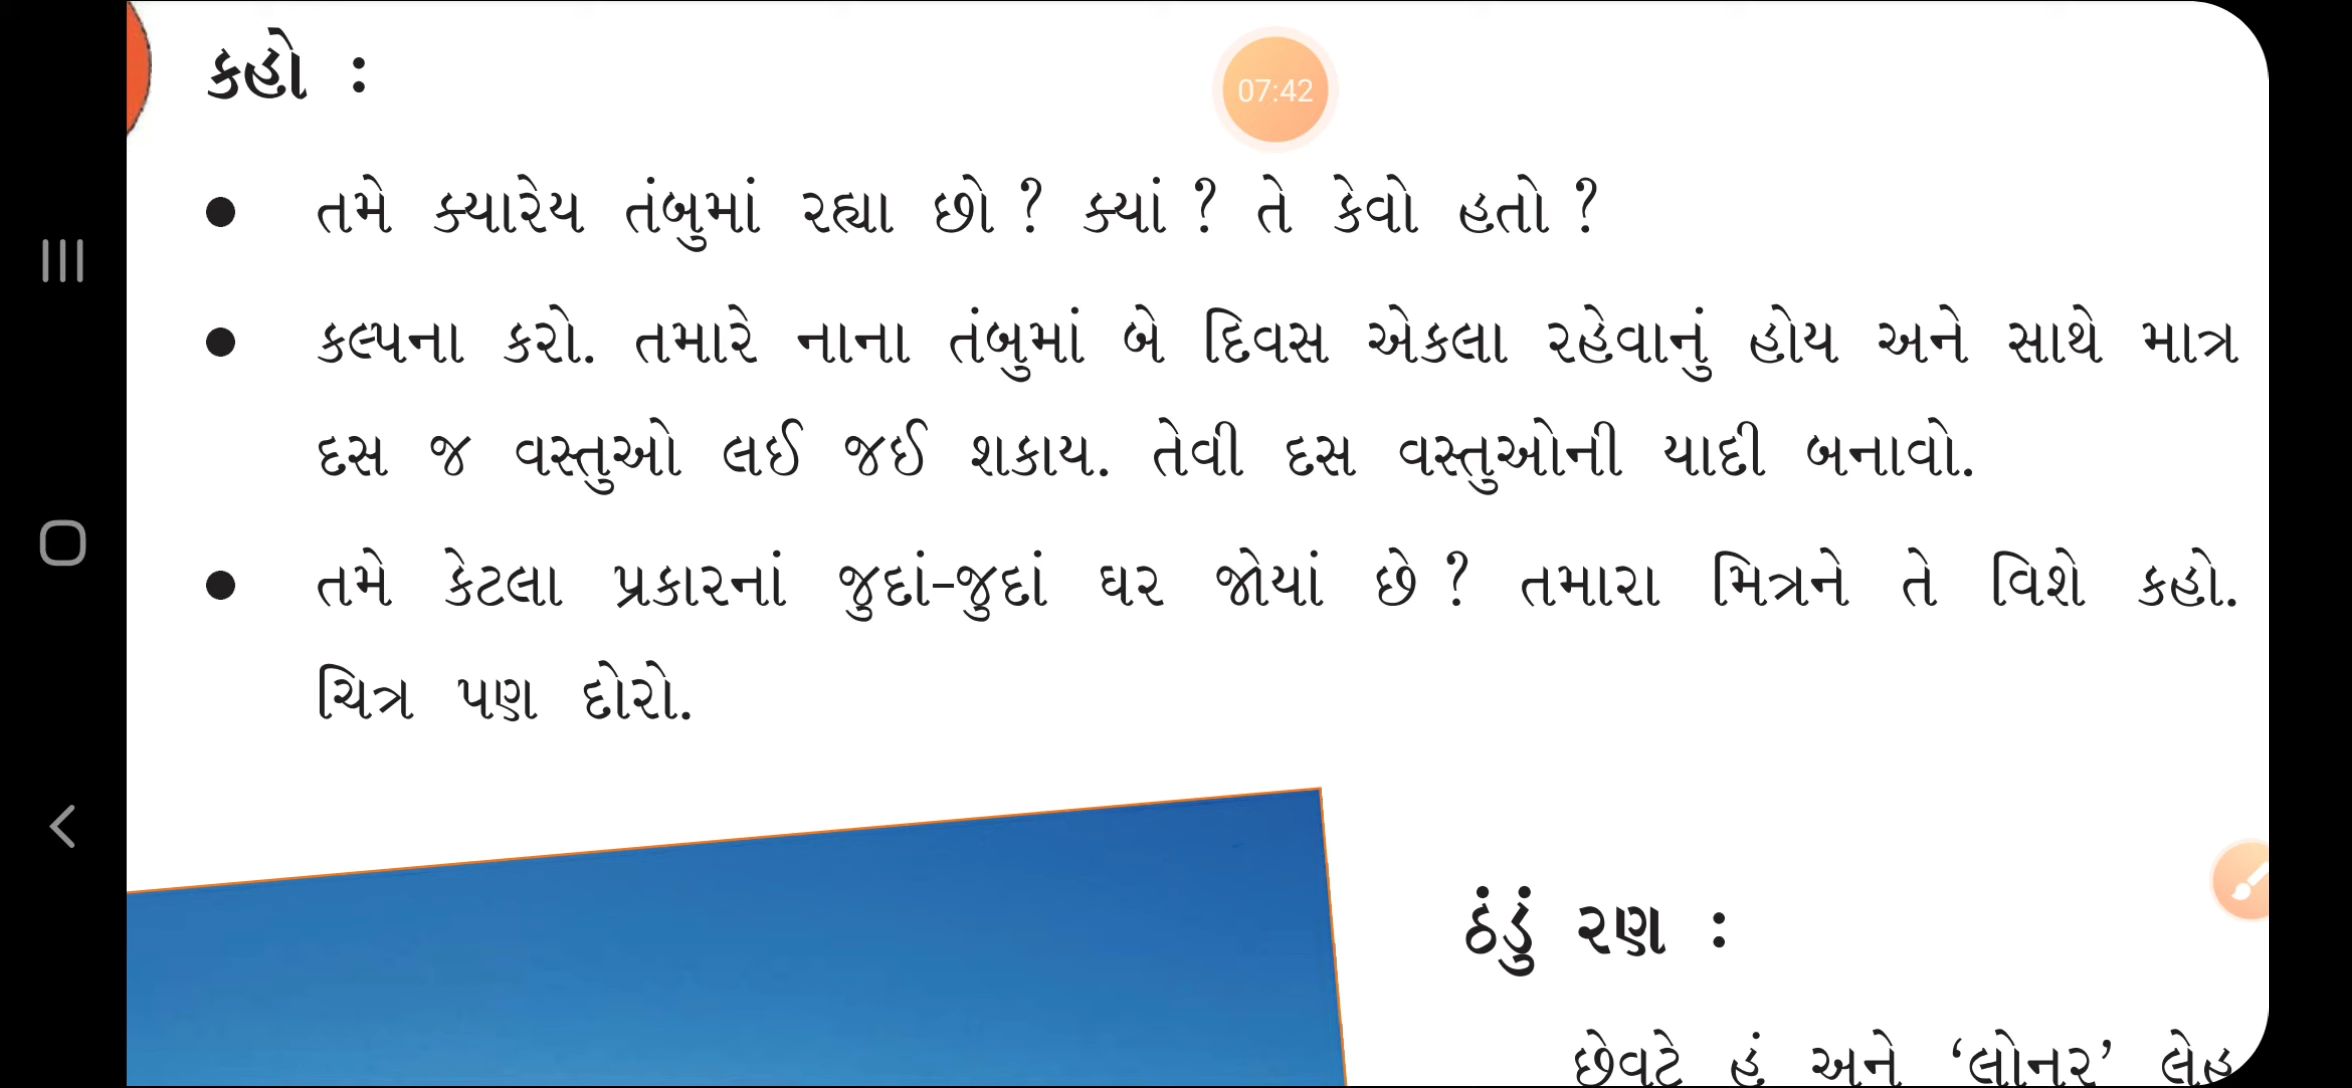 કહો :
07:42
● તમે ક્યારેય તંબુમાં રહ્યા છો ? ક્યાં ? તે કેવો હતો ?
● કલ્પના કરો. તમારે નાના તંબુમાં બે દિવસ એકલા રહેવાનું હોય અને સાથે માત્ર
દસ જ વસ્તુઓ લઈ જઈ શકાય. તેવી દસ વસ્તુઓની યાદી બનાવો.
● તમે કેટલા પ્રકારનાં જુદાં-જુદાં ઘર જોયાં છે ? તમારા મિત્રને તે વિશે કહો.
ચિત્ર પણ દોરો.
ઠંડું રણ :
છેવટે હું અને ‘લોનર’ લેહ